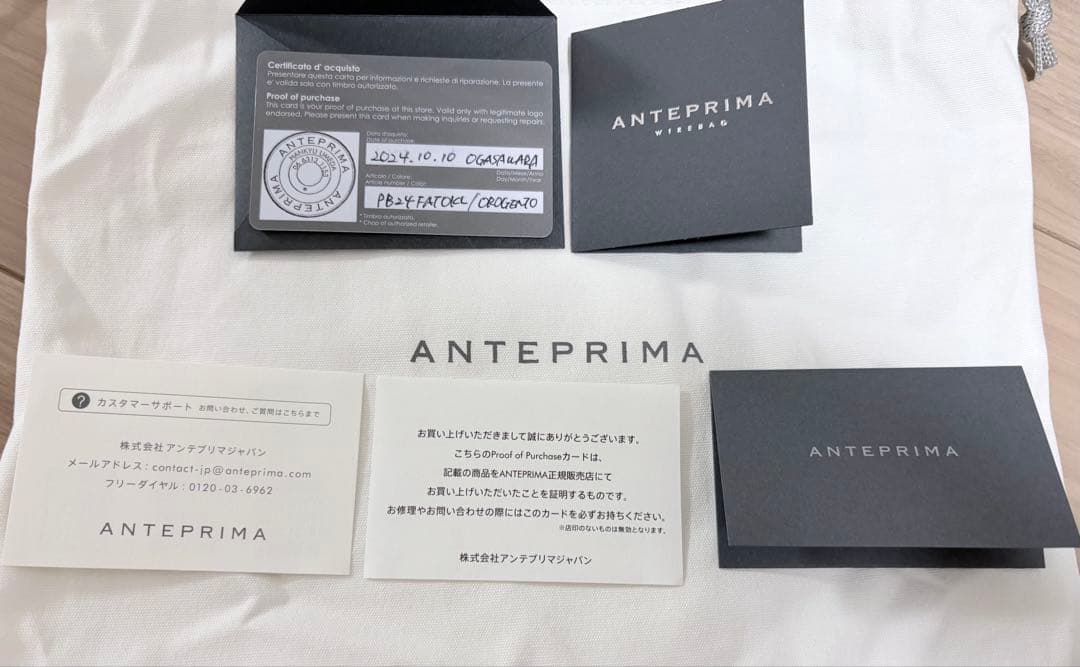 Certificato d' acquisto
Presentare questa carta per informazioni e richieste di riparazione. La presente
e' valida solo con timbro autorizzato.
Proof of purchase
This card is your proof of purchase at this store. Valid only with legitimate logo
endorsed. Please present this card when making inquiries or requesting repairs.
ANTEPRIMA
HANKYU UMEDA
06 6313 7153
ANTEPRIMA
Data d'aquisto:
Date of purchase:
2024.10.10 OGASAWARA
Data/Mese/Anno
Day/Month/Year
Articolo / Colore:
Article number / Color:
PB24FATOKL/OROGENTO
* Timbro autorizzato.
* Chop of authorized retailer.
ANTEPRIMA
WIREBAG
ANTEPRIMA
? カスタマーサポート お問い合わせ、ご質問はこちらまで
株式会社アンテプリマジャパン
メールアドレス : contact-jp@anteprima.com
フリーダイヤル : 0120-03-6962
ANTEPRIMA
お買い上げいただきまして誠にありがとうございます。
こちらのProof of Purchaseカードは、
記載の商品をANTEPRIMA正規販売店にて
お買い上げいただいたことを証明するものです。
お修理やお問い合わせの際にはこのカードを必ずお持ちください。
※店印のないものは無効となります。
株式会社アンテプリマジャパン
ANTEPRIMA